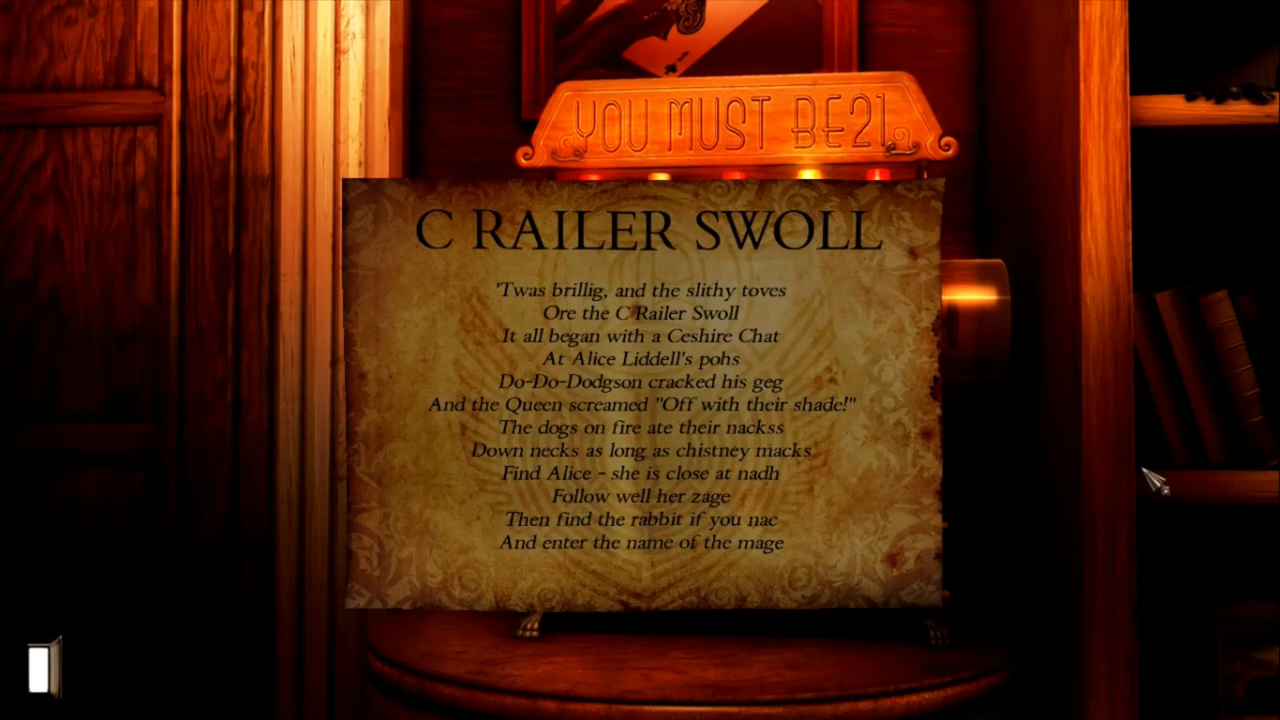 YOU MUST BE21
C RAILER SWOLL
'Twas brillig, and the slithy toves
Ore the C Railer Swoll
It all began with a Ceshire Chat
At Alice Liddell's pohs
Do-Do-Dodgson cracked his geg
And the Queen screamed "Off with their shade!"
The dogs on fire ate their nackss
Down necks as long as chistney macks
Find Alice - she is close at nadh
Follow well her zage
Then find the rabbit if you nac
And enter the name of the mage